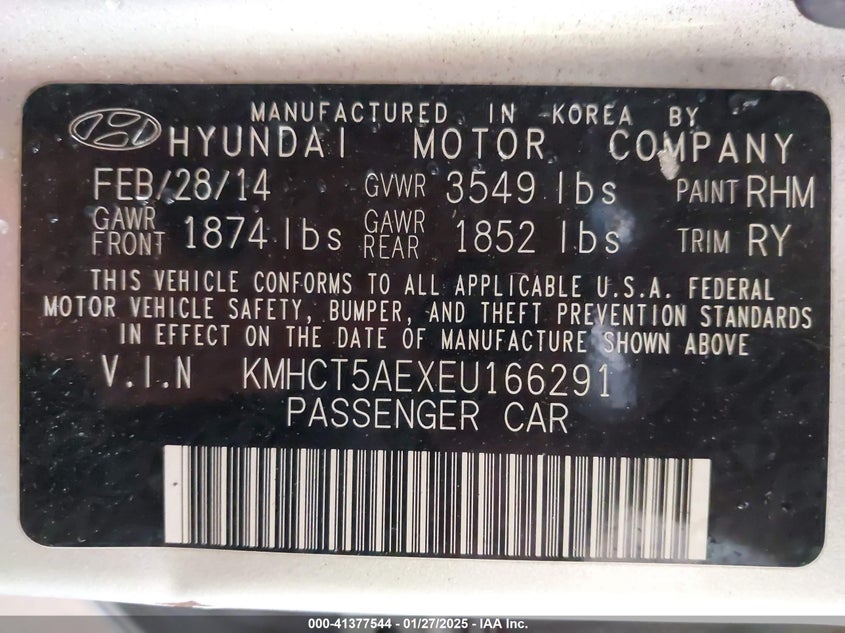 MANUFACTURED IN KOREA BY
HYUNDAI MOTOR COMPANY
FEB/28/14 GVWR 3549 lbs PAINT RHM
GAWR FRONT 1874 lbs GAWR REAR 1852 lbs TRIM RY
THIS VEHICLE CONFORMS TO ALL APPLICABLE U.S.A. FEDERAL
MOTOR VEHICLE SAFETY, BUMPER, AND THEFT PREVENTION STANDARDS
IN EFFECT ON THE DATE OF MANUFACTURE SHOWN ABOVE
V.I.N KMHCT5AEXEU166291
PASSENGER CAR
000-41377544 — 01/27/2025 — IAA Inc.